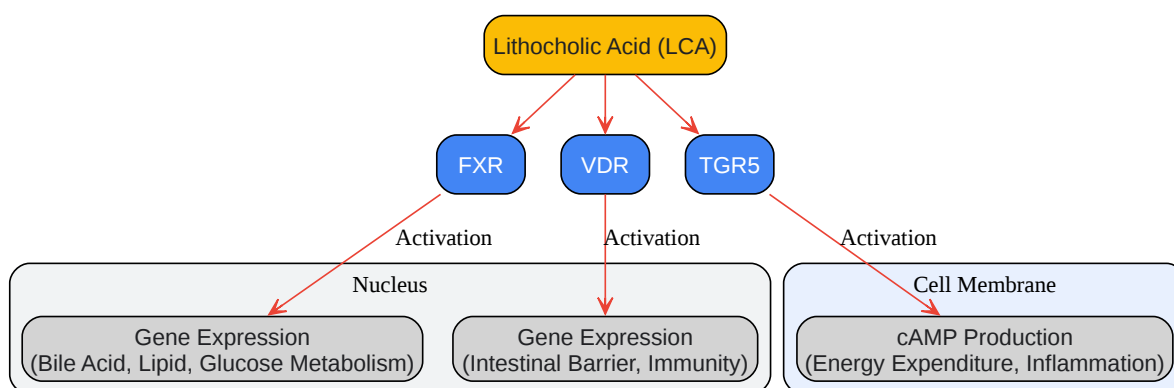 Lithocholic Acid (LCA)
FXR
VDR
TGR5
Activation
Activation
Activation
Nucleus
Cell Membrane
Gene Expression
(Bile Acid, Lipid, Glucose Metabolism)
Gene Expression
(Intestinal Barrier, Immunity)
cAMP Production
(Energy Expenditure, Inflammation)